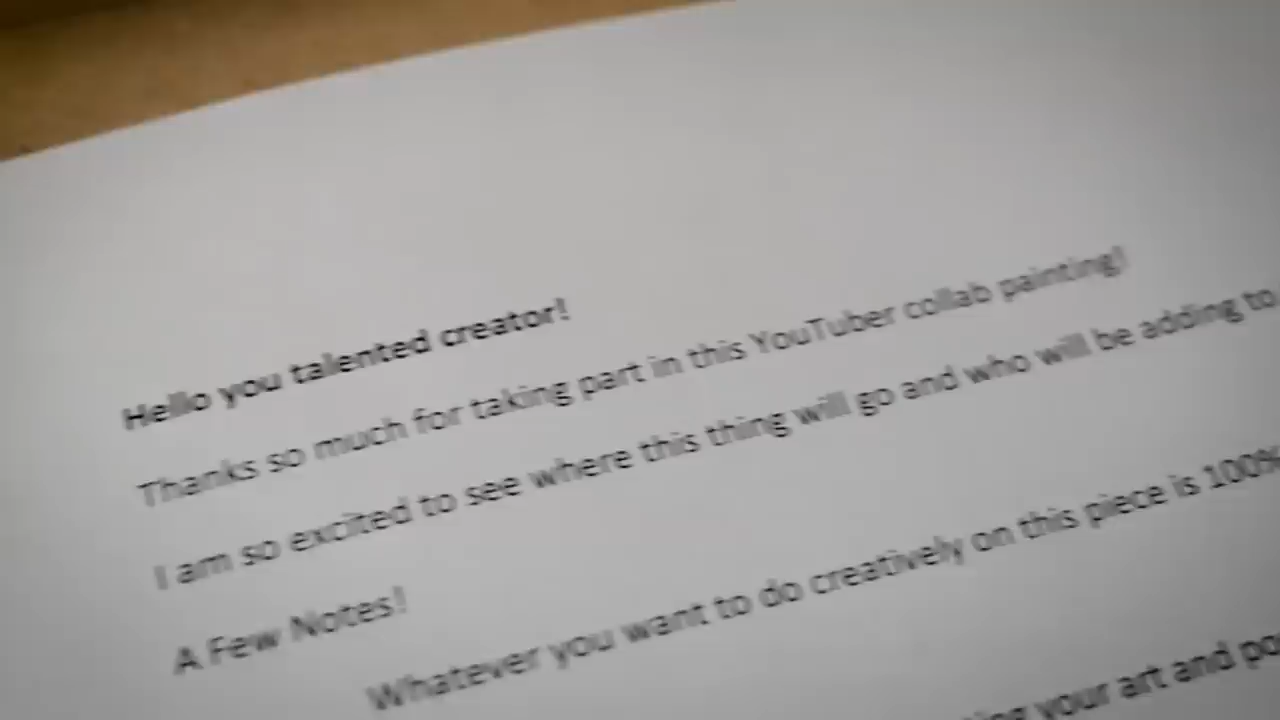 Hello you talented creator!
Thanks so much for taking part in this YouTuber collab painting!
I am so excited to see where this thing will go and who will be adding to
A Few Notes!
Whatever you want to do creatively on this piece is 100%
your art and